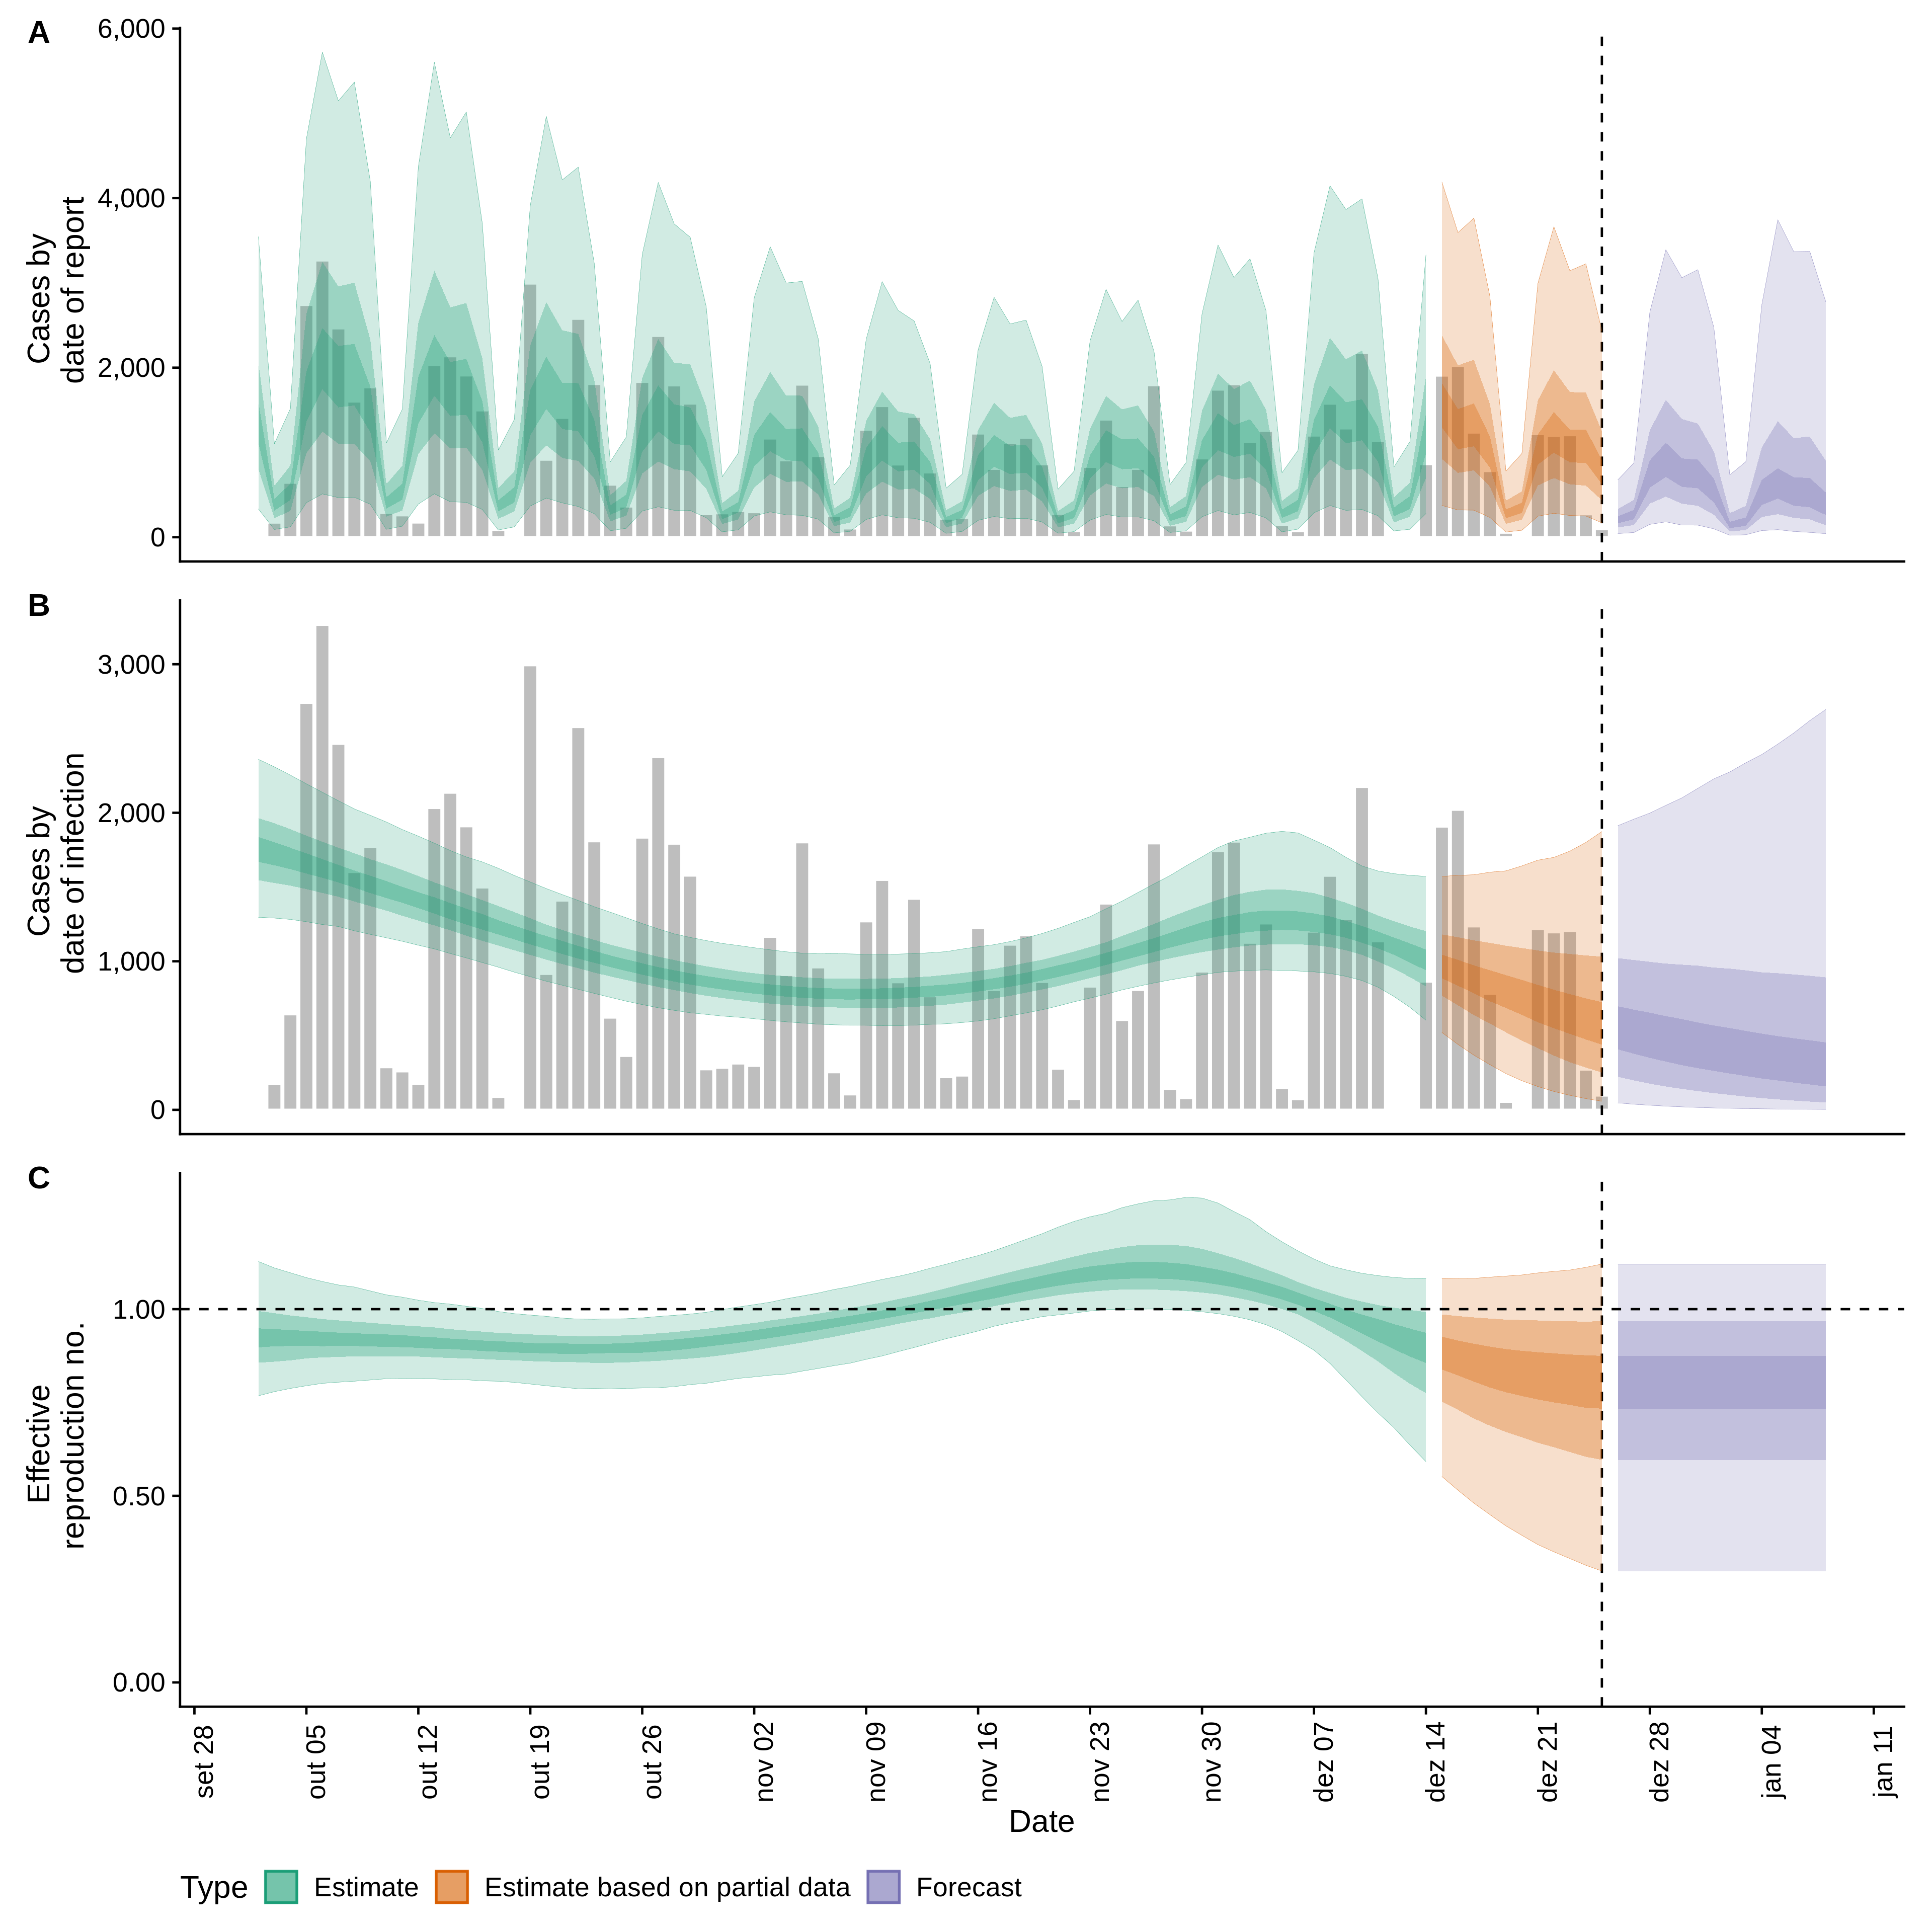 A
6,000
4,000
2,000
0
Cases by
date of report
B
3,000
2,000
1,000
0
Cases by
date of infection
C
1.00
0.50
0.00
Effective
reproduction no.
set 28
out 05
out 12
out 19
out 26
nov 02
nov 09
nov 16
nov 23
nov 30
dez 07
dez 14
dez 21
dez 28
jan 04
jan 11
Date
Type Estimate Estimate based on partial data Forecast